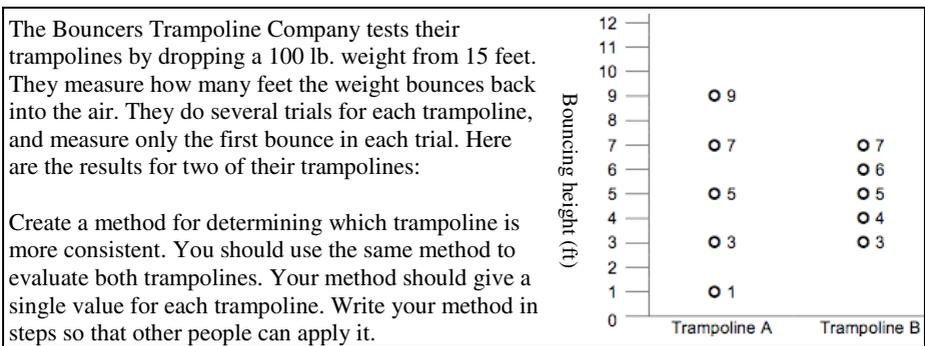 The Bouncers Trampoline Company tests their
trampolines by dropping a 100 lb. weight from 15 feet.
They measure how many feet the weight bounces back
into the air. They do several trials for each trampoline,
and measure only the first bounce in each trial. Here
are the results for two of their trampolines:
Create a method for determining which trampoline is
more consistent. You should use the same method to
evaluate both trampolines. Your method should give a
single value for each trampoline. Write your method in
steps so that other people can apply it.
Bouncing height (ft)
12
11
10
9
8
7
6
5
4
3
2
1
0
9
7
5
3
1
7
6
5
4
3
Trampoline A
Trampoline B